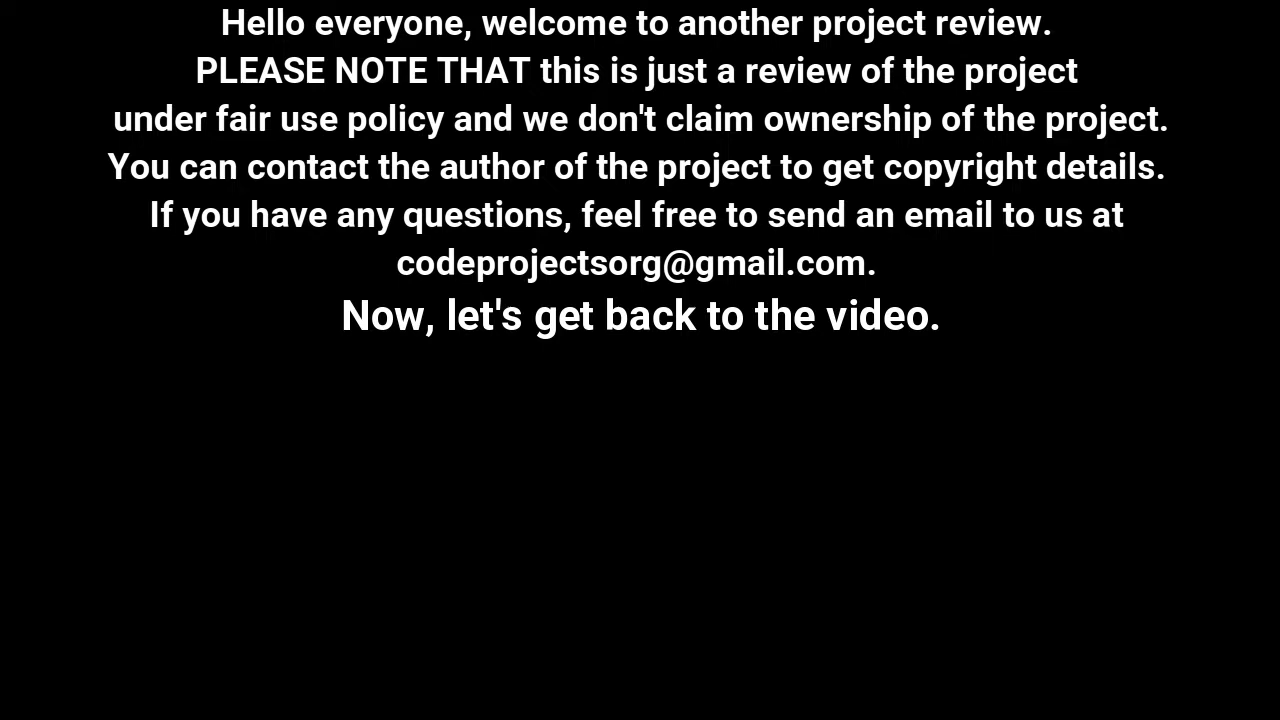 Hello everyone, welcome to another project review.
PLEASE NOTE THAT this is just a review of the project
under fair use policy and we don't claim ownership of the project.
You can contact the author of the project to get copyright details.
If you have any questions, feel free to send an email to us at
codeprojectsorg@gmail.com.
Now, let's get back to the video.